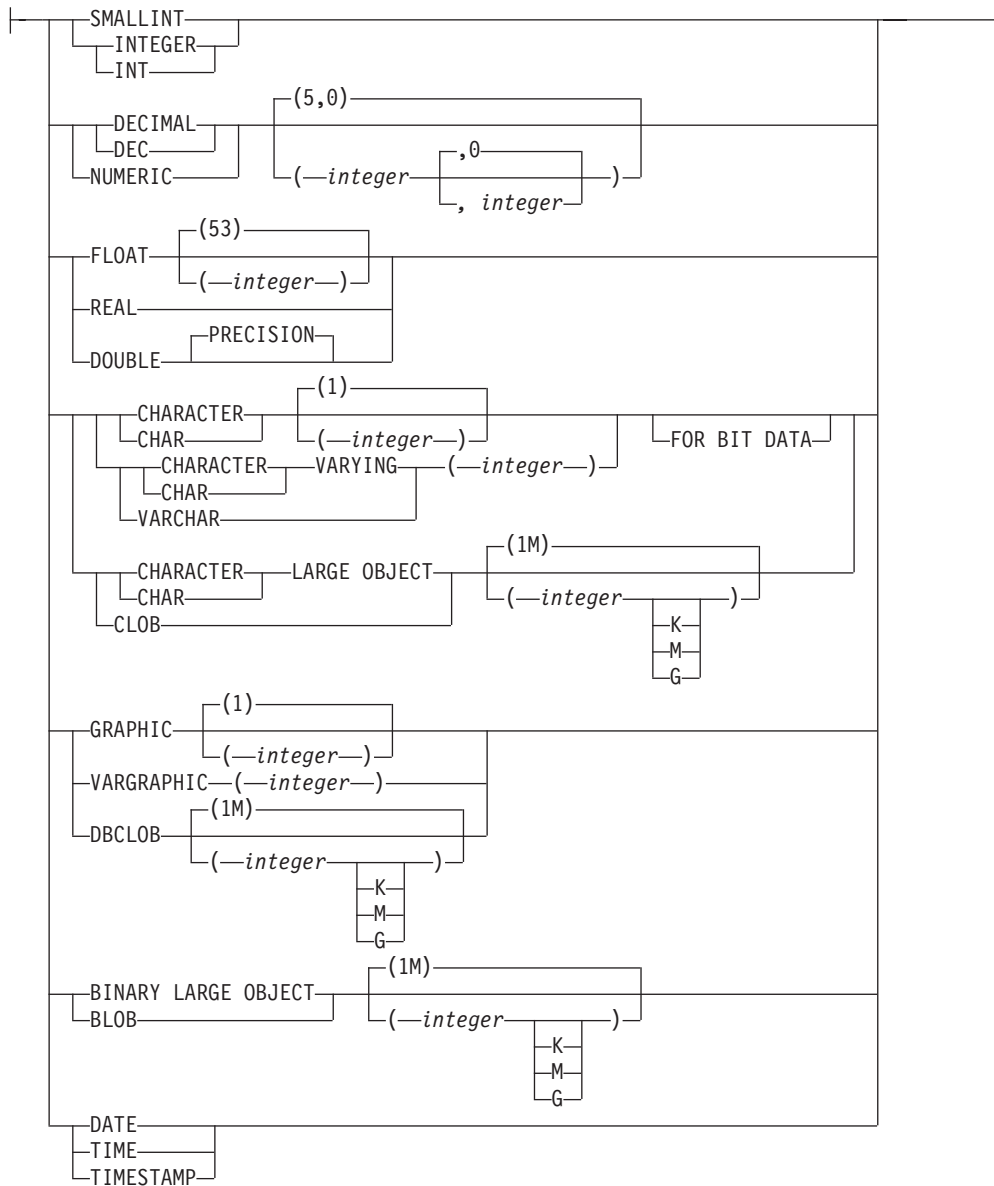 SMALLINT
INTEGER
INT
(5,0)
DECIMAL
DEC
,0
NUMERIC
( integer )
, integer
(53)
FLOAT
( integer )
REAL
PRECISION
DOUBLE
(1)
CHARACTER
CHAR
( integer )
FOR BIT DATA
CHARACTER VARYING ( integer )
CHAR
VARCHAR
(1M)
CHARACTER LARGE OBJECT
CHAR
( integer )
CLOB
K
M
G
(1)
GRAPHIC
( integer )
VARGRAPHIC ( integer )
(1M)
DBCLOB
( integer )
K
M
G
(1M)
BINARY LARGE OBJECT
BLOB
( integer )
K
M
G
DATE
TIME
TIMESTAMP